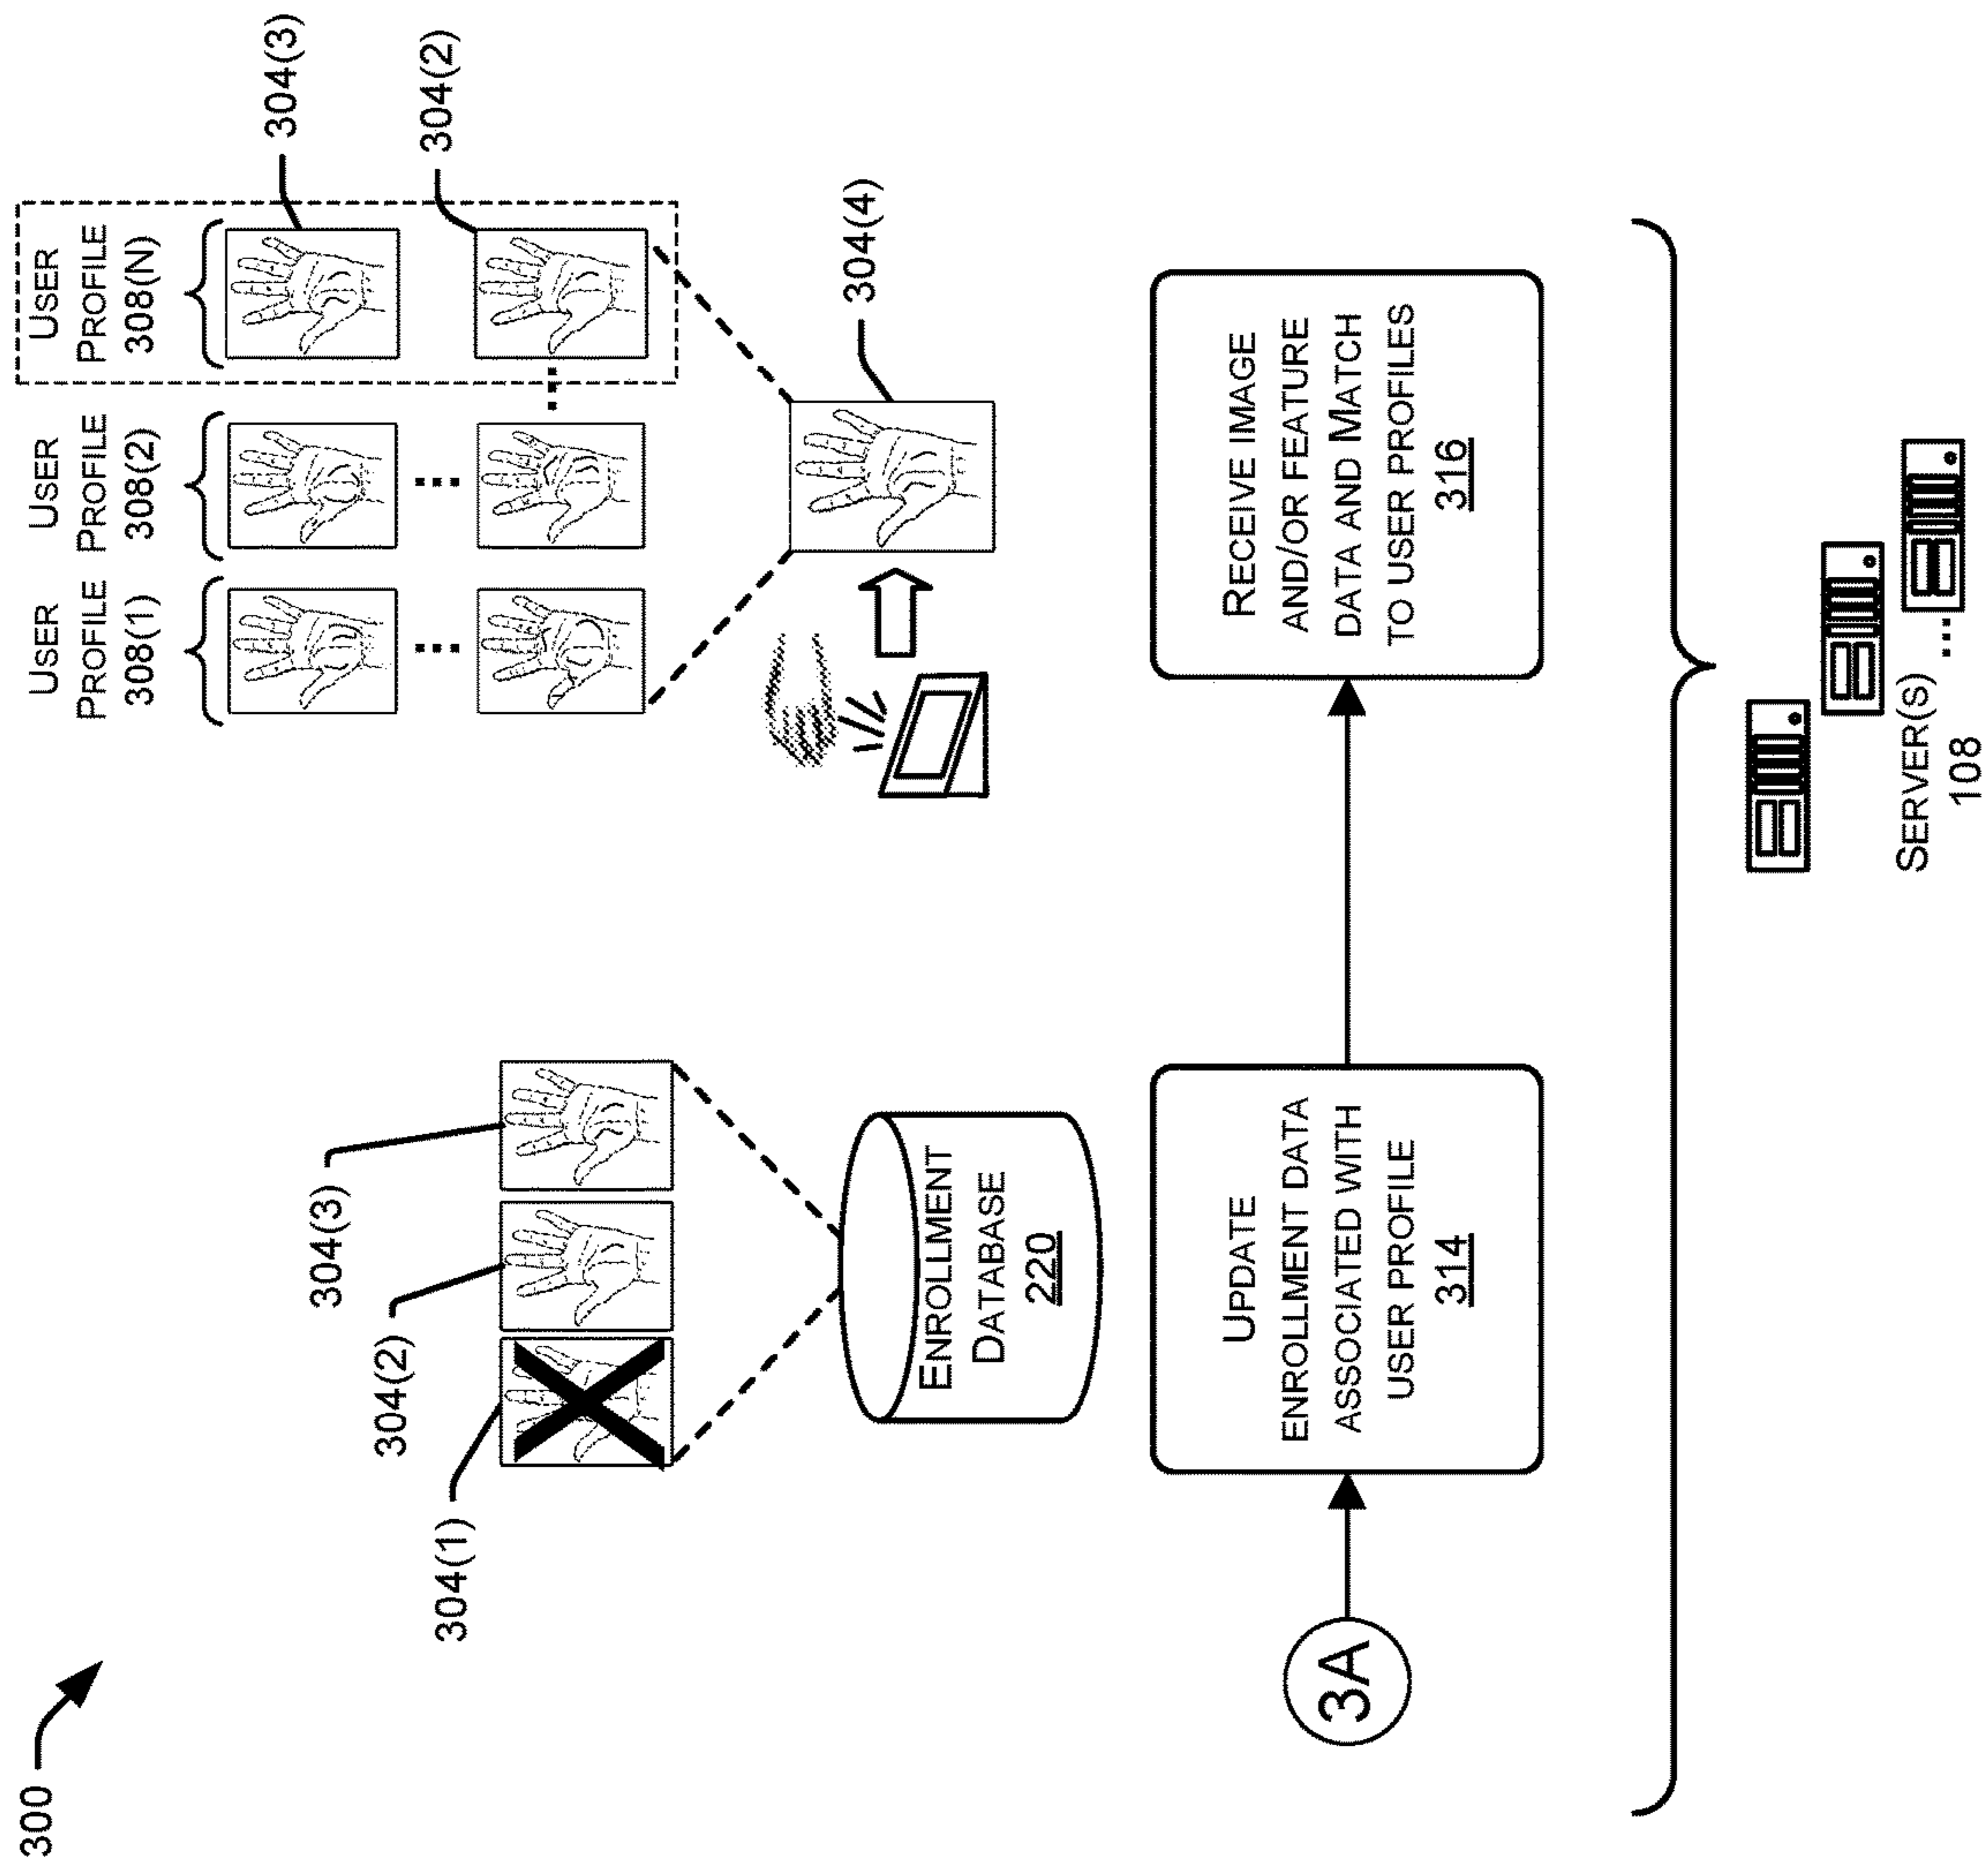 300
304(1)
304(2)
304(3)
ENROLLMENT
DATABASE
220
USER
PROFILE
308(1)
USER
PROFILE
308(2)
USER
PROFILE
308(N)
304(3)
304(2)
304(4)
3A
UPDATE
ENROLLMENT DATA
ASSOCIATED WITH
USER PROFILE
314
RECEIVE IMAGE
AND/OR FEATURE
DATA AND MATCH
TO USER PROFILES
316
SERVER(S)
108